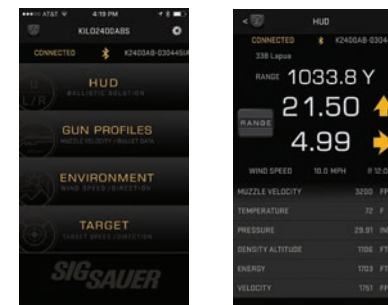 AT&T 4:19 PM
KILO2400ABS
CONNECTED K2400AB-030445IA
HUD
BALLISTIC SOLUTION
GUN PROFILES
MUZZLE VELOCITY / BULLET DATA
ENVIRONMENT
WIND SPEED / DIRECTION
TARGET
TARGET SPEED / DIRECTION
SIG SAUER
< HUD
CONNECTED K2400AB-0304
338 Lapua
RANGE 1033.8 Y
RANGE
21.50
4.99
WIND SPEED 10.0 MPH
MUZZLE VELOCITY 3200 FP
TEMPERATURE 72 F
PRESSURE 29.91 IN
DENSITY ALTITUDE 1106 FT
ENERGY 1703 FT
VELOCITY 1751 FP